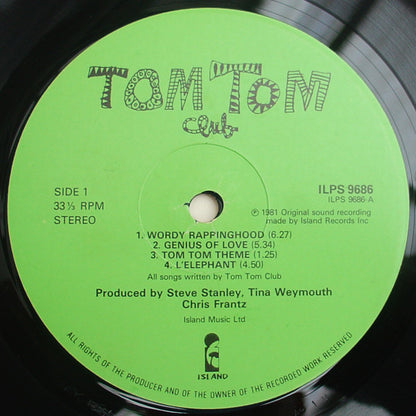 TOM TOM
club
SIDE 1
33⅓ RPM
STEREO
ILPS 9686
ILPS 9686-A
℗ 1981 Original sound recording
made by Island Records Inc
1. WORDY RAPPINGHOOD (6.27)
2. GENIUS OF LOVE (5.34)
3. TOM TOM THEME (1.25)
4. L'ELEPHANT (4.50)
All songs written by Tom Tom Club
Produced by Steve Stanley, Tina Weymouth
Chris Frantz
Island Music Ltd
ISLAND
ALL RIGHTS OF THE PRODUCER AND OF THE OWNER OF THE RECORDED WORK RESERVED